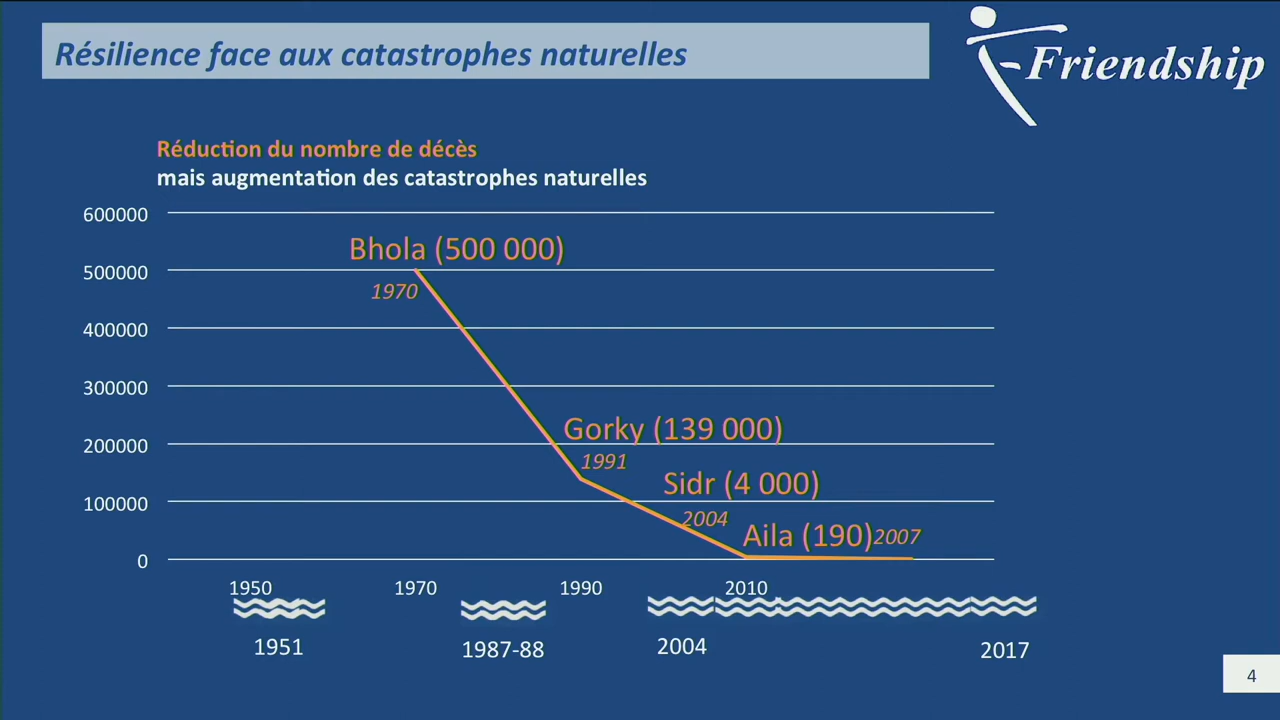 Résilience face aux catastrophes naturelles
Friendship
Réduction du nombre de décès
mais augmentation des catastrophes naturelles
600000
Bhola (500 000)
500000
1970
400000
300000
Gorky (139 000)
200000
1991
Sidr (4 000)
100000
2004
Aila (190) 2007
0
1950 1970 1990 2010
1951 1987-88 2004 2017
4